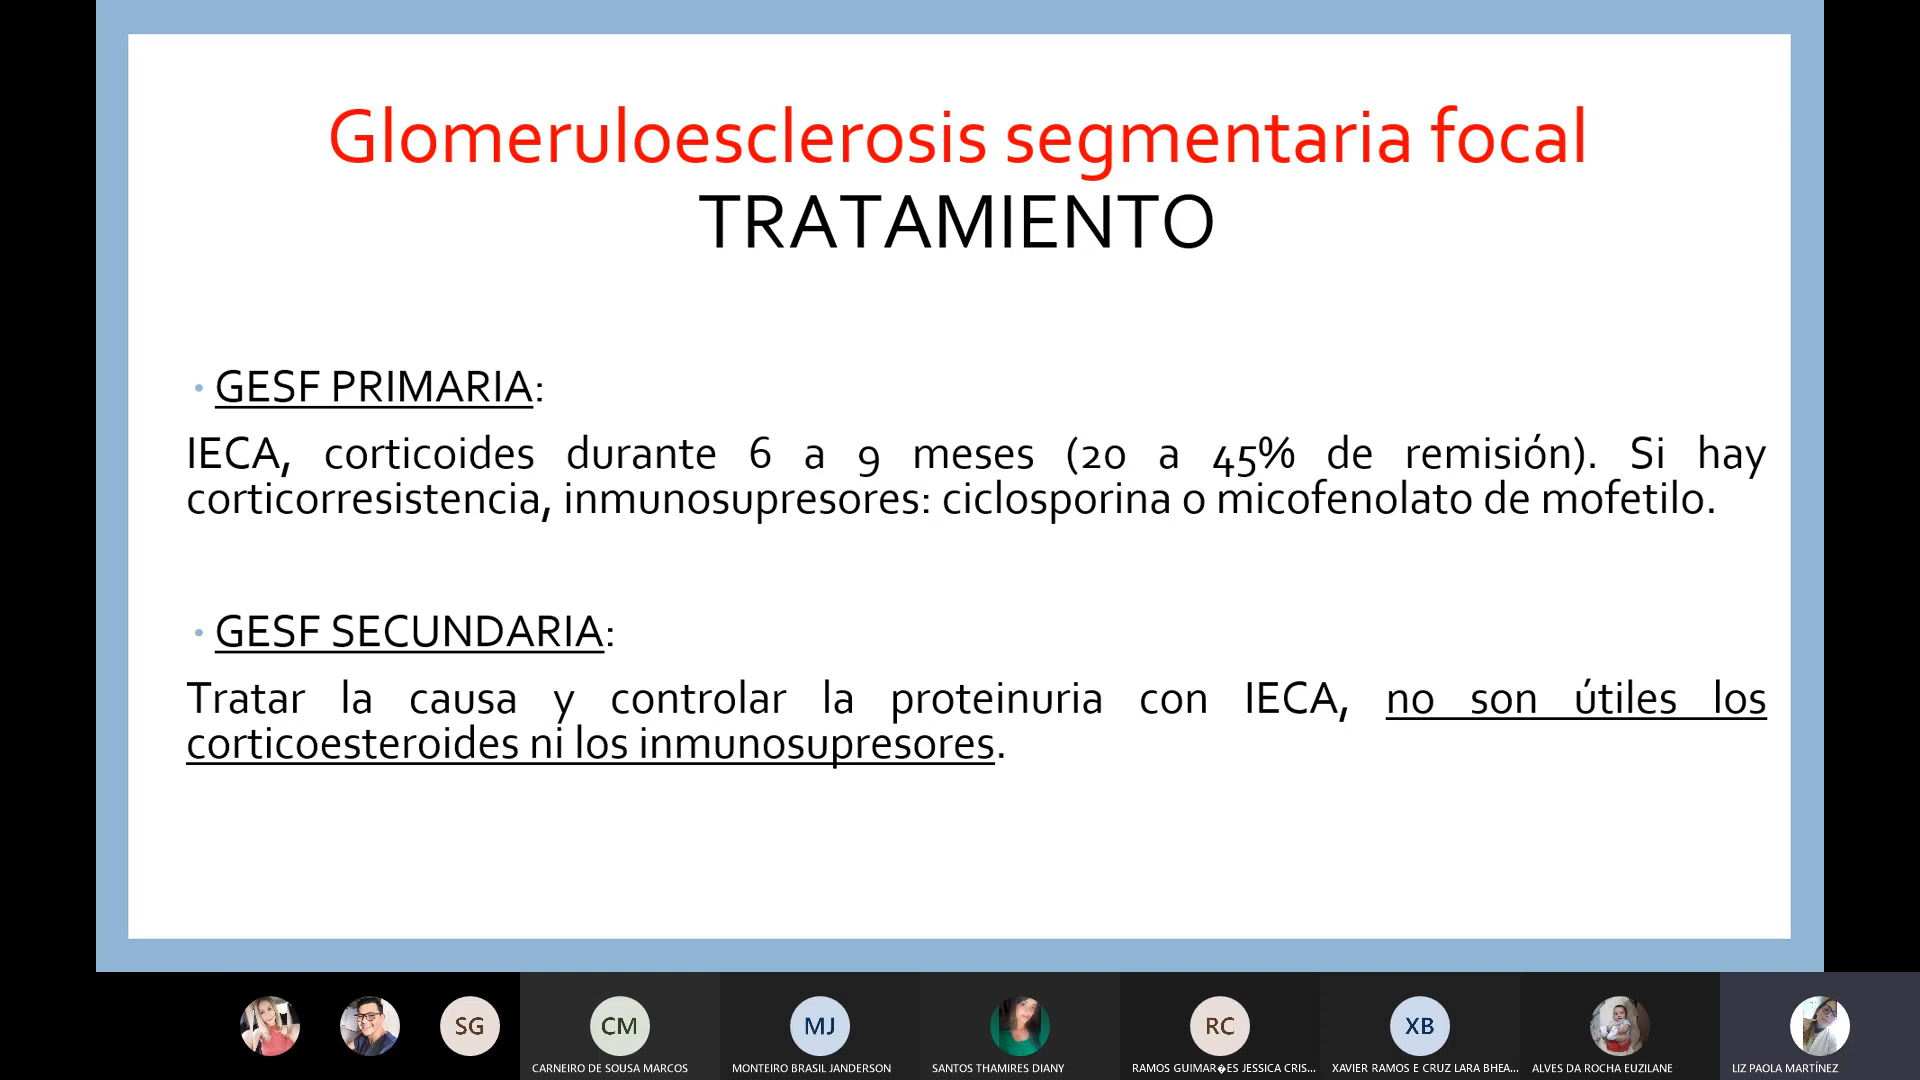 Glomeruloesclerosis segmentaria focal
TRATAMIENTO
• GESF PRIMARIA:
IECA, corticoides durante 6 a 9 meses (20 a 45% de remisión). Si hay
corticorresistencia, inmunosupresores: ciclosporina o micofenolato de mofetilo.
• GESF SECUNDARIA:
Tratar la causa y controlar la proteinuria con IECA, no son útiles los
corticoesteroides ni los inmunosupresores.
SG
CM
MJ
RC
XB
CARNEIRO DE SOUSA MARCOS
MONTEIRO BRASIL JANDERSON
SANTOS THAMIRES DIANY
RAMOS GUIMAR�ES JESSICA CRIS...
XAVIER RAMOS E CRUZ LARA BHEA...
ALVES DA ROCHA EUZILANE
LIZ PAOLA MARTÍNEZ